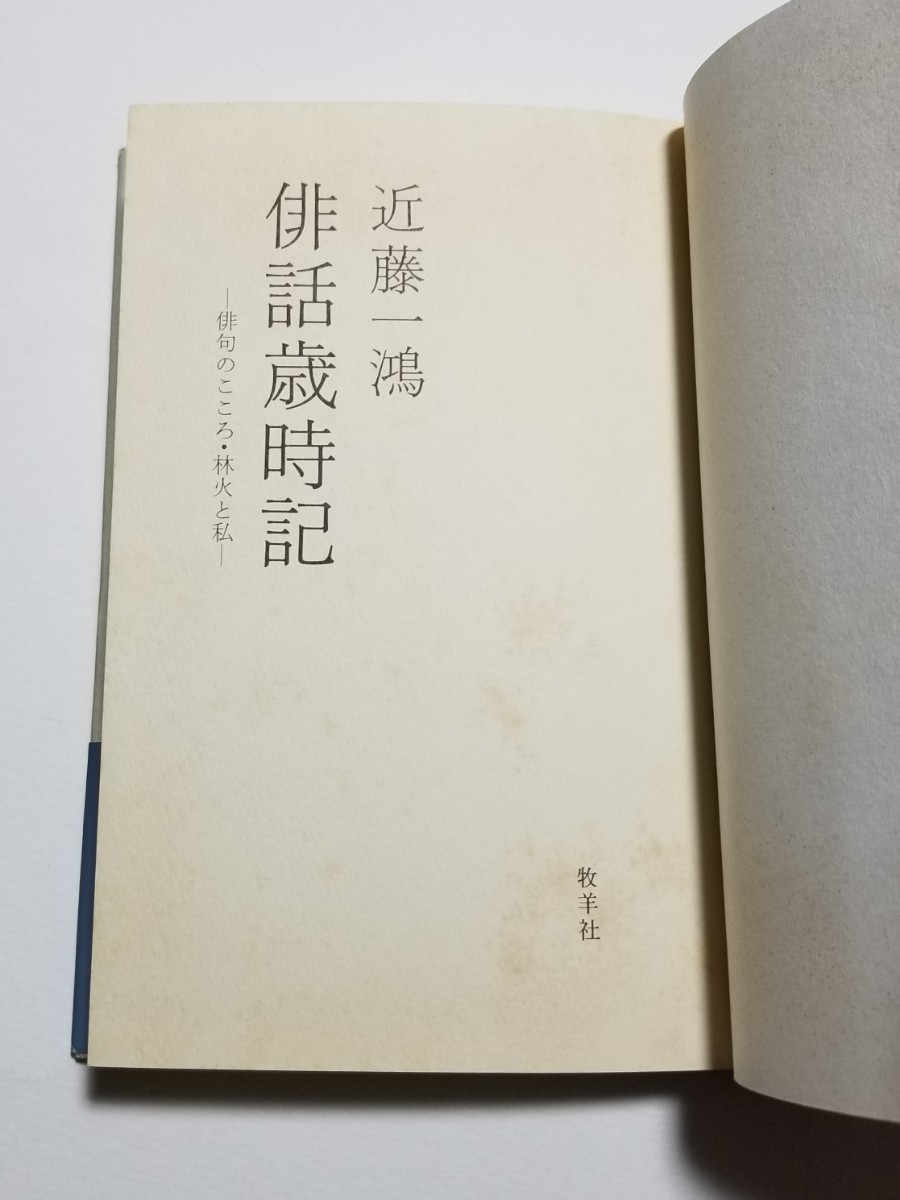 近藤一鴻
俳話歳時記
―俳句のこころ・林火と私―
牧羊社